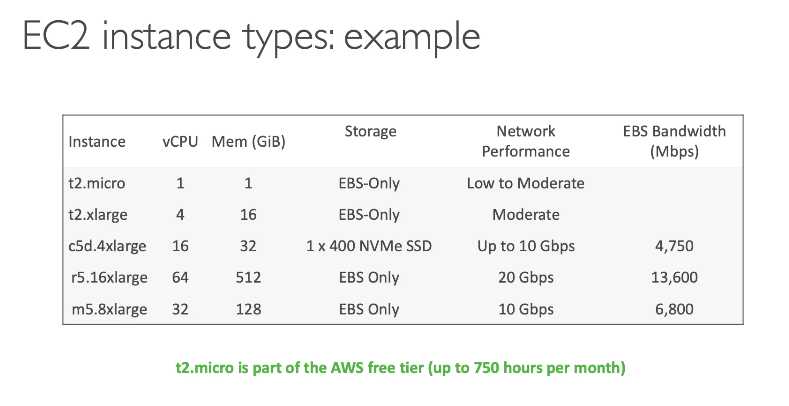 EC2 instance types: example
Instance vCPU Mem (GiB) Storage Network Performance EBS Bandwidth (Mbps)
t2.micro 1 1 EBS-Only Low to Moderate
t2.xlarge 4 16 EBS-Only Moderate
c5d.4xlarge 16 32 1 x 400 NVMe SSD Up to 10 Gbps 4,750
r5.16xlarge 64 512 EBS Only 20 Gbps 13,600
m5.8xlarge 32 128 EBS Only 10 Gbps 6,800
t2.micro is part of the AWS free tier (up to 750 hours per month)